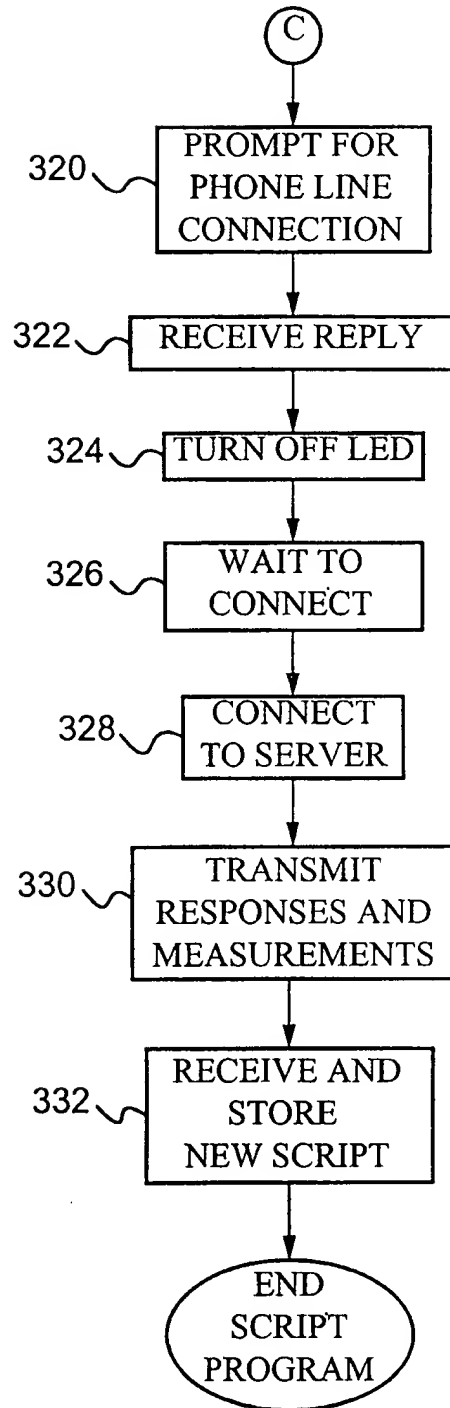 C
320
PROMPT FOR
PHONE LINE
CONNECTION
322
RECEIVE REPLY
324
TURN OFF LED
326
WAIT TO
CONNECT
328
CONNECT
TO SERVER
330
TRANSMIT
RESPONSES AND
MEASUREMENTS
332
RECEIVE AND
STORE
NEW SCRIPT
END
SCRIPT
PROGRAM